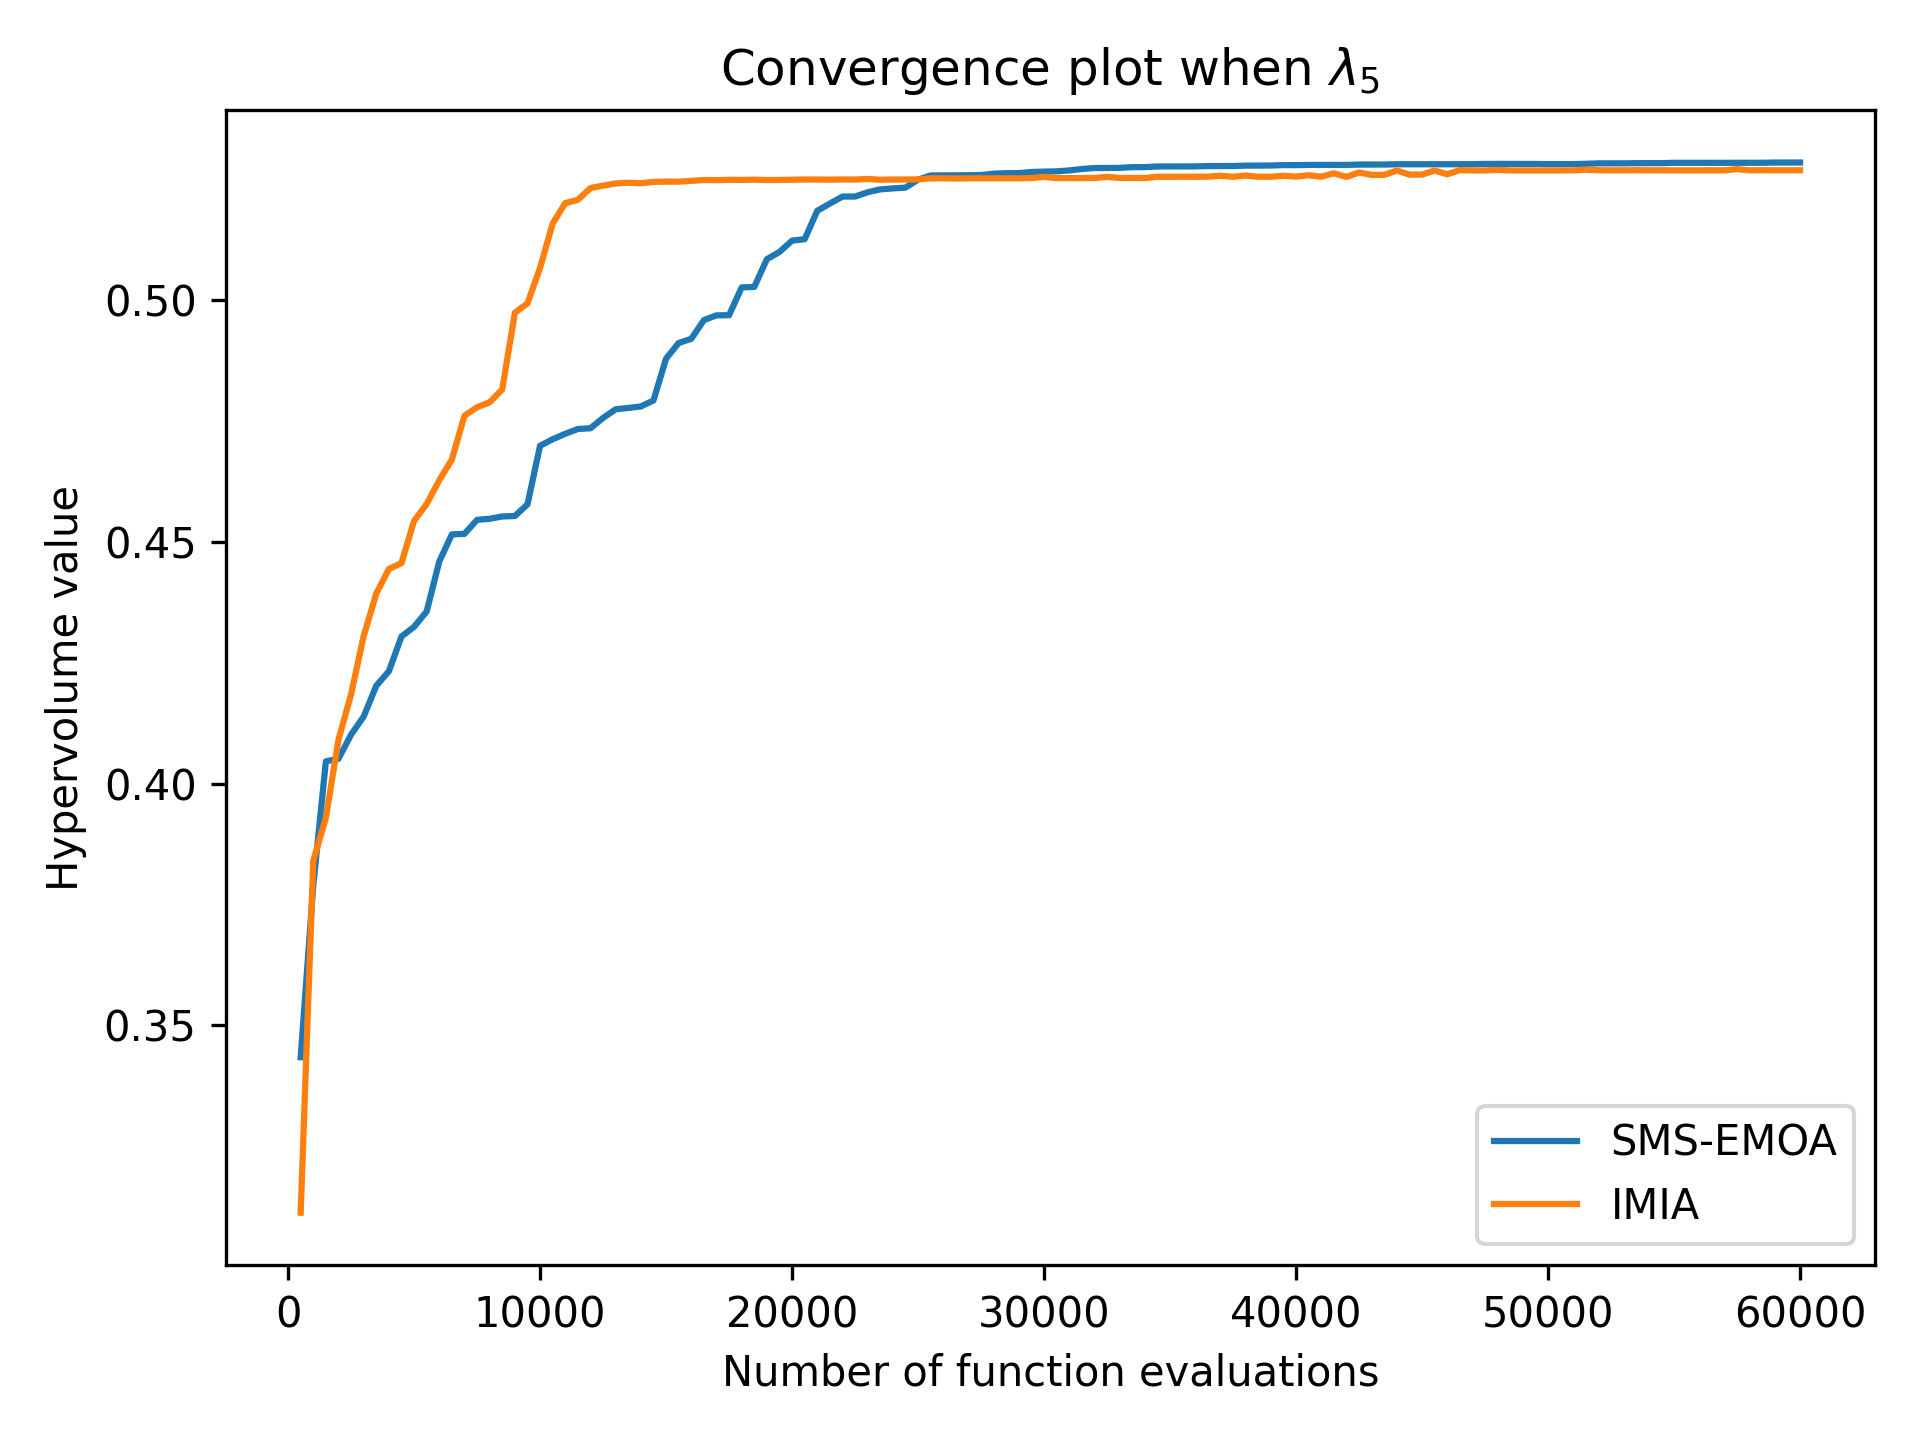 Convergence plot when λ₅
Hypervolume value
0.50
0.45
0.40
0.35
0 10000 20000 30000 40000 50000 60000
Number of function evaluations
SMS-EMOA
IMIA